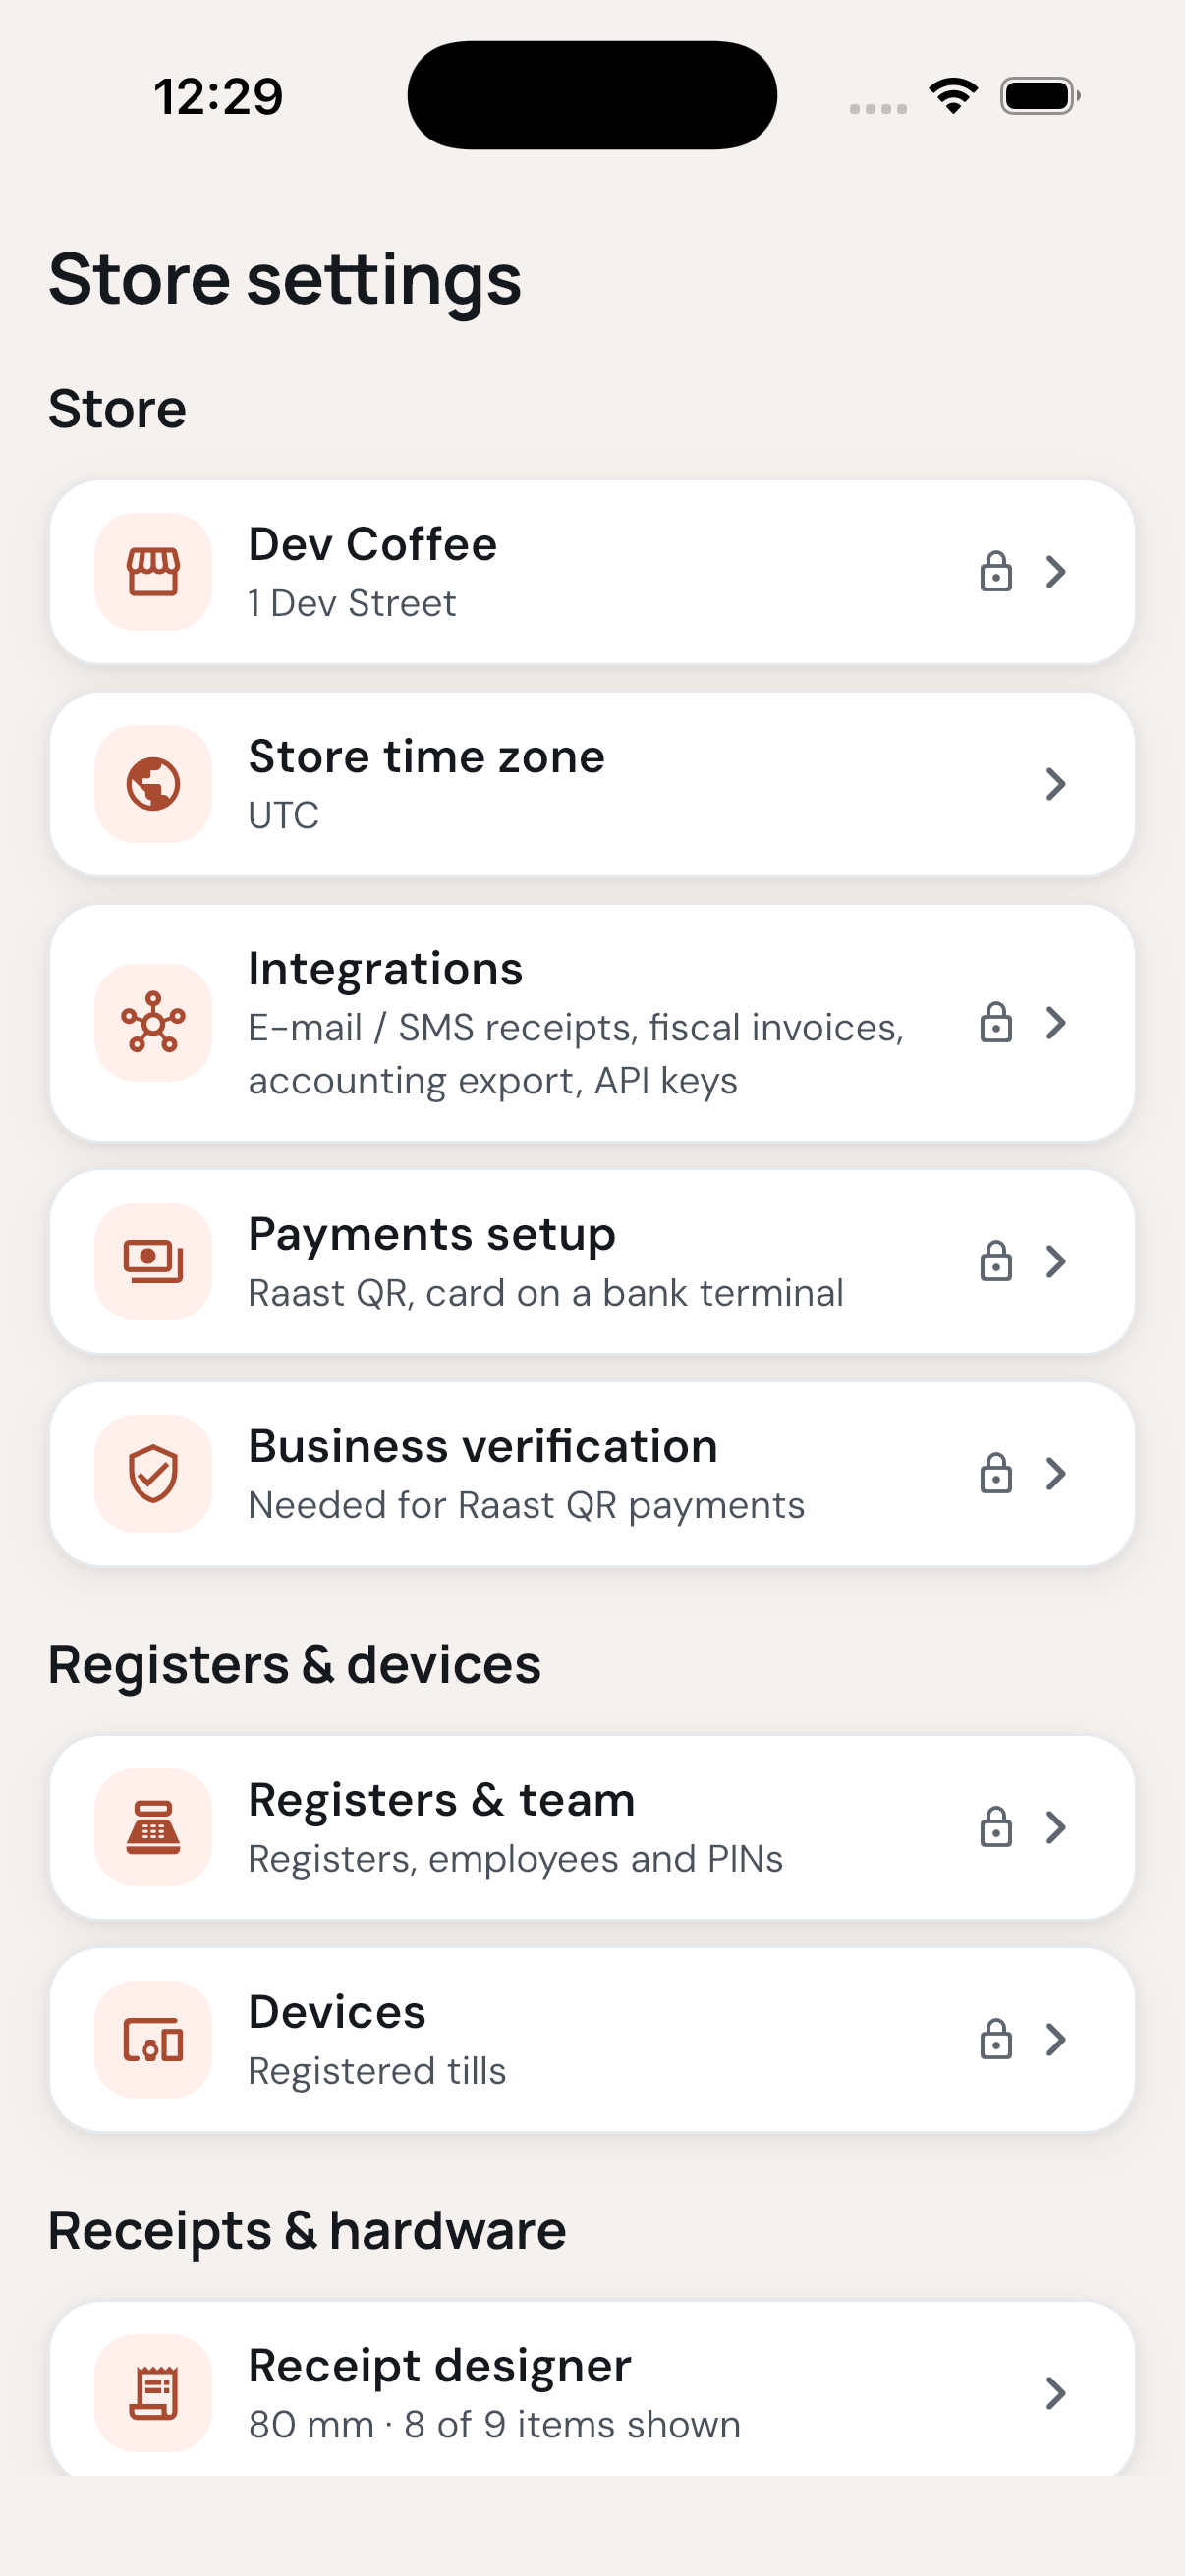 12:29
Store settings
Store
Dev Coffee
1 Dev Street
Store time zone
UTC
Integrations
E-mail / SMS receipts, fiscal invoices,
accounting export, API keys
Payments setup
Raast QR, card on a bank terminal
Business verification
Needed for Raast QR payments
Registers & devices
Registers & team
Registers, employees and PINs
Devices
Registered tills
Receipts & hardware
Receipt designer
80 mm · 8 of 9 items shown